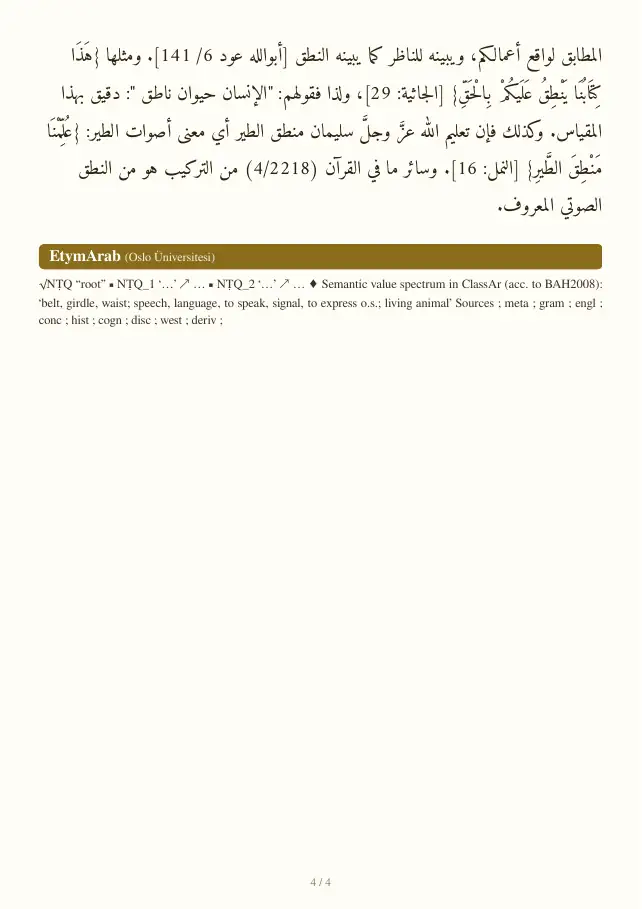 المطابق لواقع أعمالكم، ويبينه للناظر كما يبينه النطق [أبوالله عود 6/ 141]. ومثلها {هَذَا
كِتَابُنَا يَنْطِقُ عَلَيْكُمْ بِالْحَقِّ} [الجاثية: 29]، ولذا فقولهم: "الإنسان حيوان ناطق ": دقيق بهذا
المقياس. وكذلك فإن تعليم الله عزَّ وجلَّ سليمان منطق الطير أي معنى أصوات الطير: {عُلِّمْنَا
مَنْطِقَ الطَّيرِ} [النمل: 16]. وسائر ما في القرآن (4/2218) من التركيب هو من النطق
الصوتي المعروف.
EtymArab (Oslo Üniversitesi)
√NṬQ “root” ▪ NṬQ_1 ‘…’ ↗ … ▪ NṬQ_2 ‘…’ ↗ … ♦ Semantic value spectrum in ClassAr (acc. to BAH2008):
‘belt, girdle, waist; speech, language, to speak, signal, to express o.s.; living animal’ Sources ; meta ; gram ; engl ;
conc ; hist ; cogn ; disc ; west ; deriv ;
4 / 4